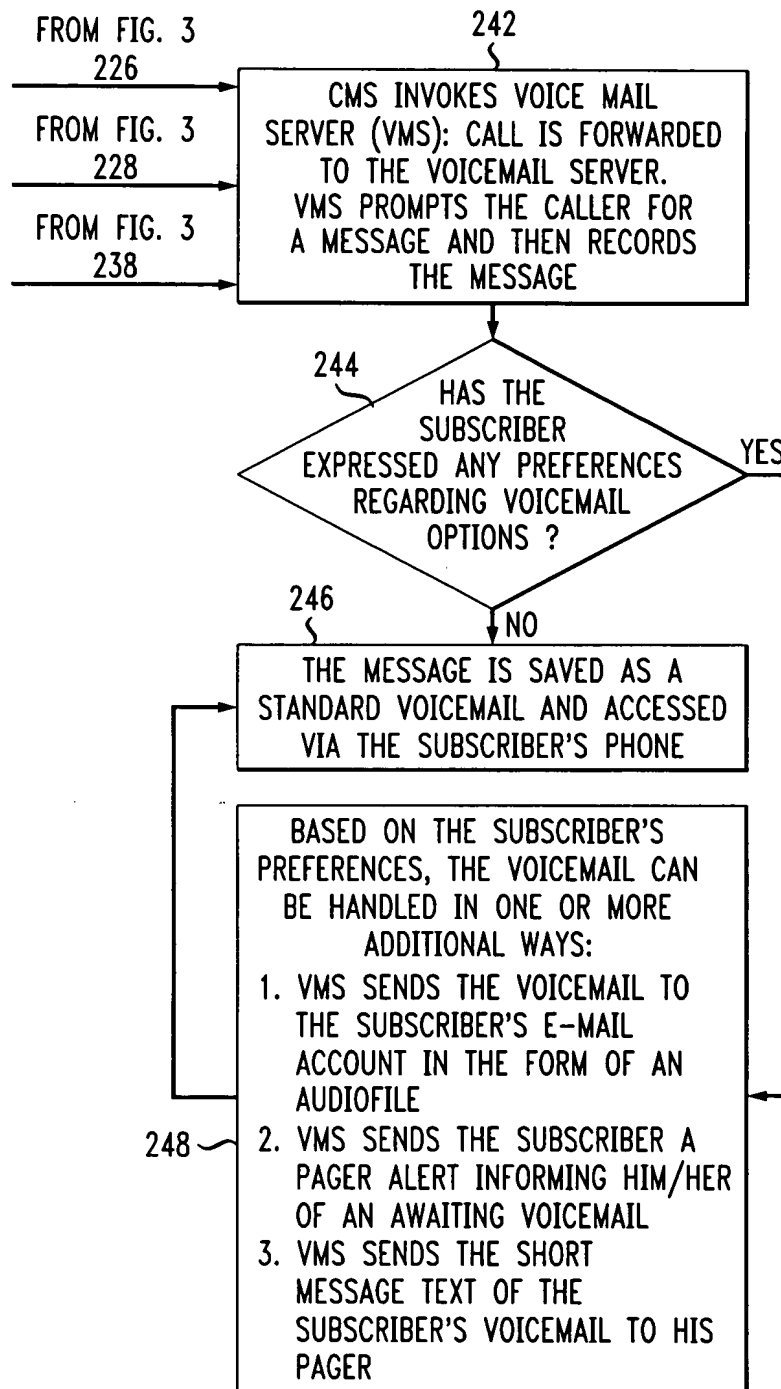 FROM FIG. 3
226
FROM FIG. 3
228
FROM FIG. 3
238
242
CMS INVOKES VOICE MAIL
SERVER (VMS): CALL IS FORWARDED
TO THE VOICEMAIL SERVER.
VMS PROMPTS THE CALLER FOR
A MESSAGE AND THEN RECORDS
THE MESSAGE
244
HAS THE
SUBSCRIBER
EXPRESSED ANY PREFERENCES
REGARDING VOICEMAIL
OPTIONS ?
YES
NO
246
THE MESSAGE IS SAVED AS A
STANDARD VOICEMAIL AND ACCESSED
VIA THE SUBSCRIBER'S PHONE
248
BASED ON THE SUBSCRIBER'S
PREFERENCES, THE VOICEMAIL CAN
BE HANDLED IN ONE OR MORE
ADDITIONAL WAYS:
1. VMS SENDS THE VOICEMAIL TO
THE SUBSCRIBER'S E-MAIL
ACCOUNT IN THE FORM OF AN
AUDIOFILE
2. VMS SENDS THE SUBSCRIBER A
PAGER ALERT INFORMING HIM/HER
OF AN AWAITING VOICEMAIL
3. VMS SENDS THE SHORT
MESSAGE TEXT OF THE
SUBSCRIBER'S VOICEMAIL TO HIS
PAGER